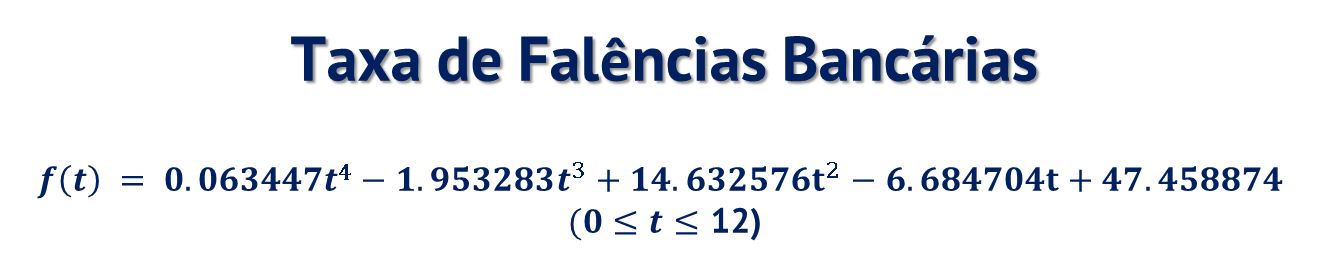 Taxa de Falências Bancárias
f(t) = 0.063447t⁴ − 1.953283t³ + 14.632576t² − 6.684704t + 47.458874
(0 ≤ t ≤ 12)